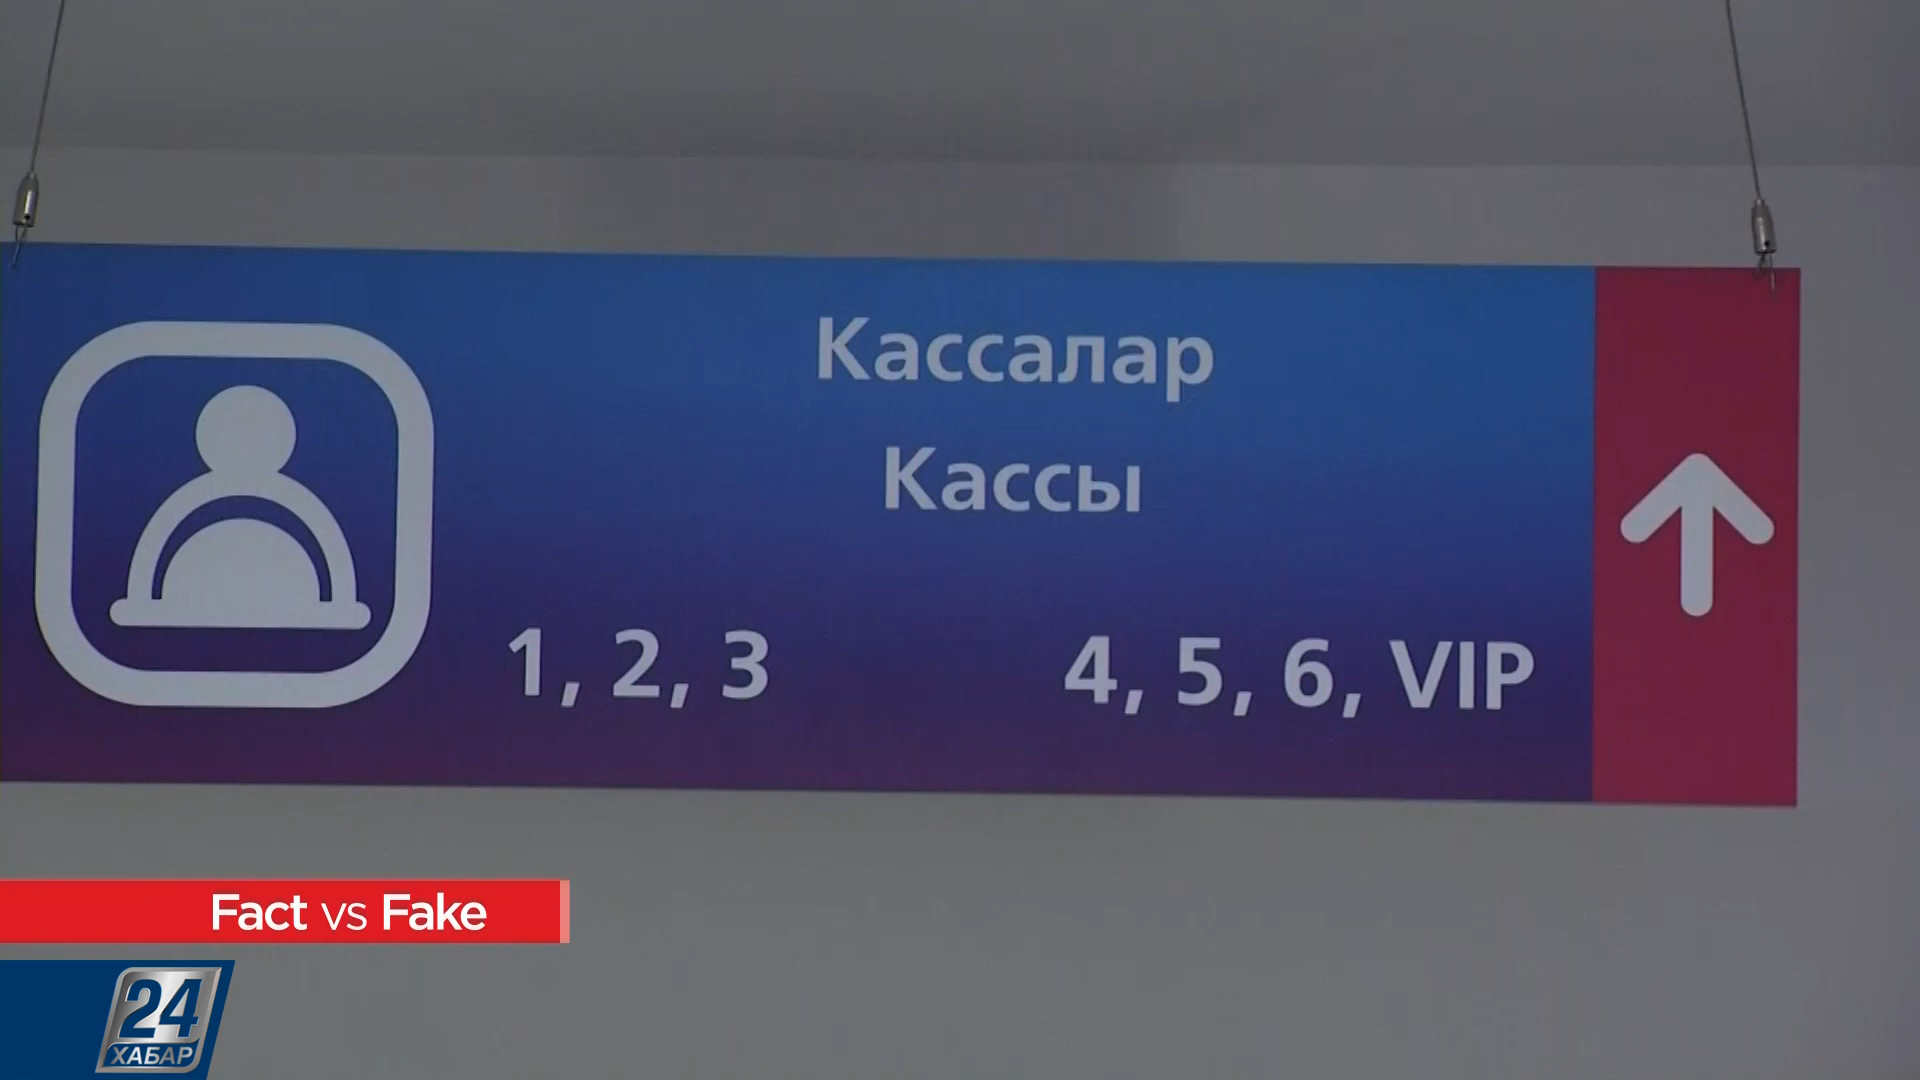 Кассалар
Кассы
1, 2, 3
4, 5, 6, VIP
Fact vs Fake
24
ХАБАР